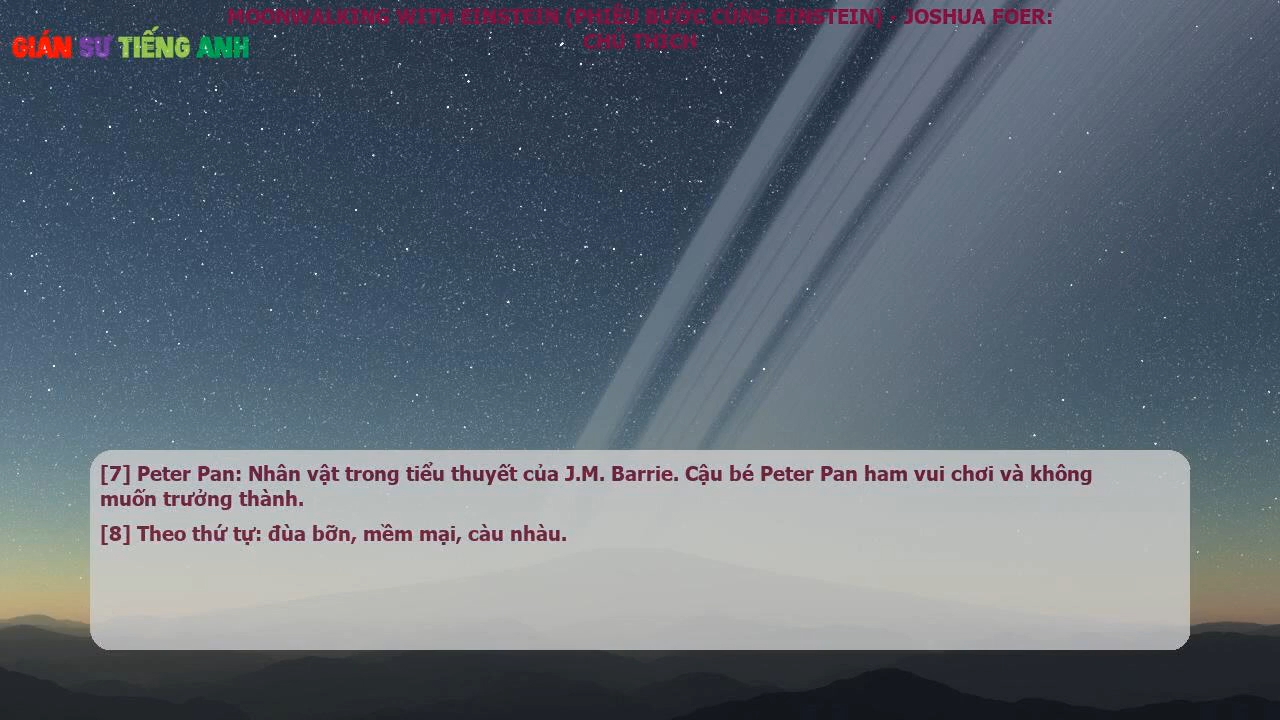 MOONWALKING WITH EINSTEIN (PHIÊU BƯỚC CÙNG EINSTEIN) - JOSHUA FOER:
CHÚ THÍCH
GIÁN SƯ TIẾNG ANH
[7] Peter Pan: Nhân vật trong tiểu thuyết của J.M. Barrie. Cậu bé Peter Pan ham vui chơi và không
muốn trưởng thành.
[8] Theo thứ tự: đùa bỡn, mềm mại, càu nhàu.